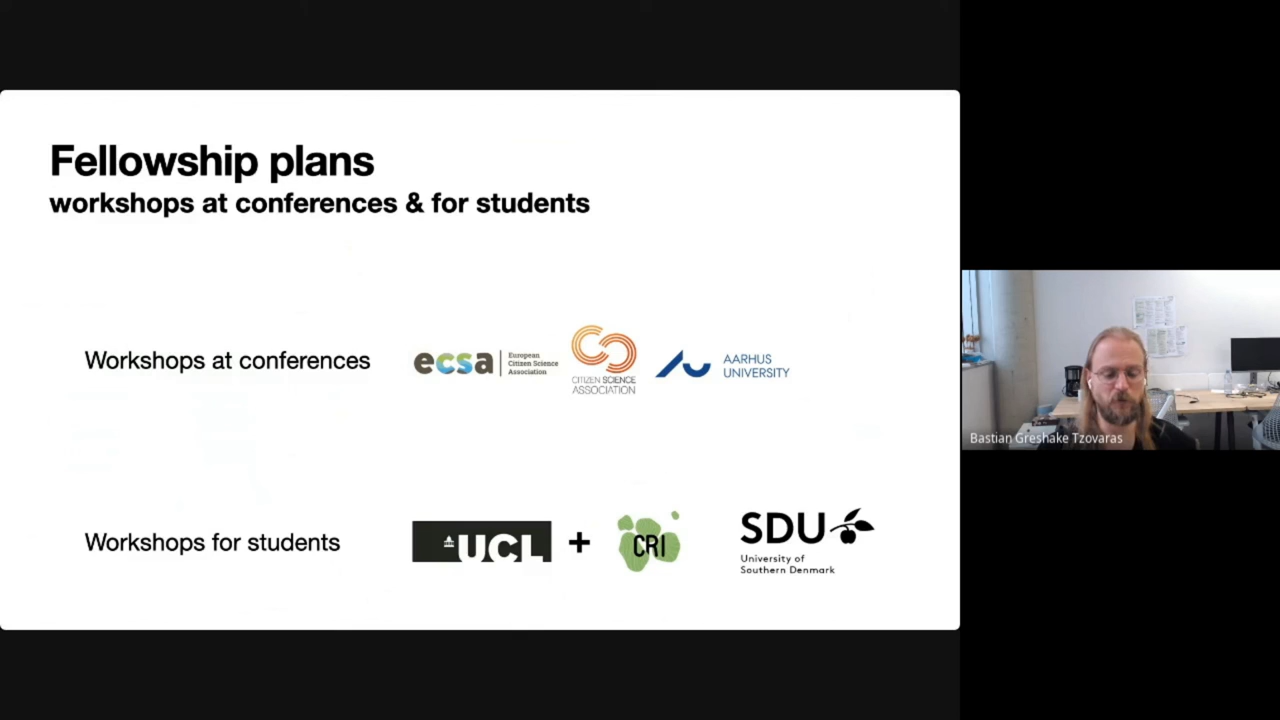 Fellowship plans
workshops at conferences & for students
Workshops at conferences
ecsa
European
Citizen Science
Association
CITIZEN SCIENCE
ASSOCIATION
AARHUS
UNIVERSITY
Workshops for students
UCL
+
CRI
SDU
University of
Southern Denmark
Bastian Greshake Tzovaras